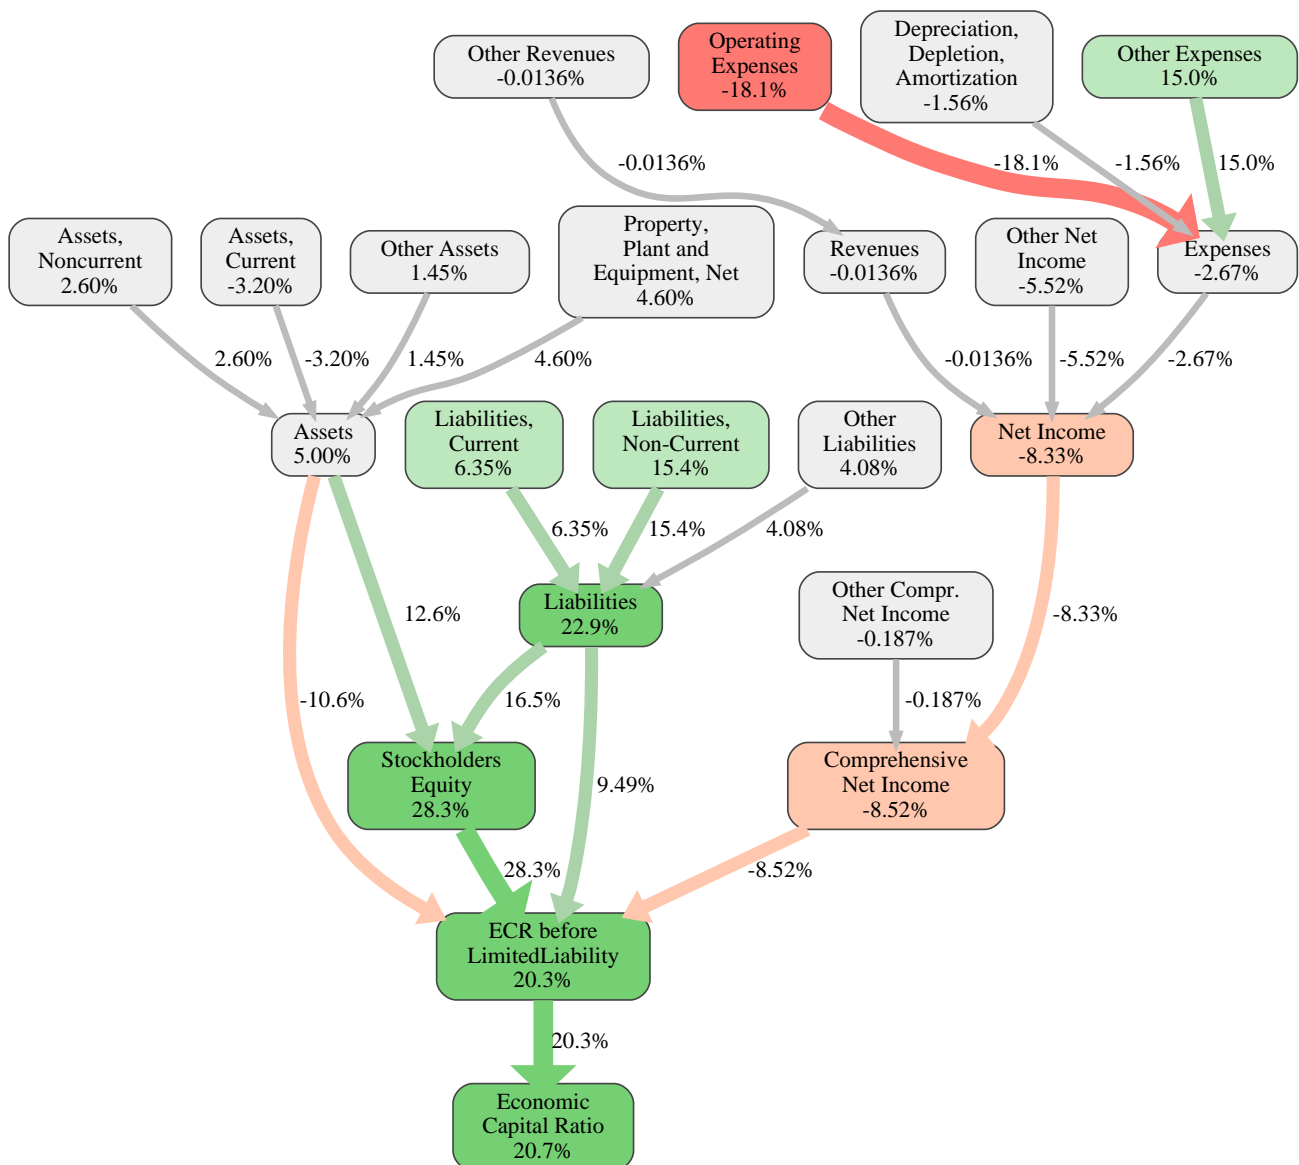 Other Revenues
-0.0136%
Operating
Expenses
-18.1%
Depreciation,
Depletion,
Amortization
-1.56%
Other Expenses
15.0%
-0.0136%
-18.1%
-1.56%
15.0%
Assets,
Noncurrent
2.60%
Assets,
Current
-3.20%
Other Assets
1.45%
Property,
Plant and
Equipment, Net
4.60%
Revenues
-0.0136%
Other Net
Income
-5.52%
Expenses
-2.67%
2.60%
-3.20%
1.45%
4.60%
-0.0136%
-5.52%
-2.67%
Assets
5.00%
Liabilities,
Current
6.35%
Liabilities,
Non-Current
15.4%
Other
Liabilities
4.08%
Net Income
-8.33%
6.35%
15.4%
4.08%
12.6%
Liabilities
22.9%
Other Compr.
Net Income
-0.187%
-8.33%
-10.6%
16.5%
-0.187%
Stockholders
Equity
28.3%
9.49%
Comprehensive
Net Income
-8.52%
28.3%
-8.52%
ECR before
LimitedLiability
20.3%
20.3%
Economic
Capital Ratio
20.7%